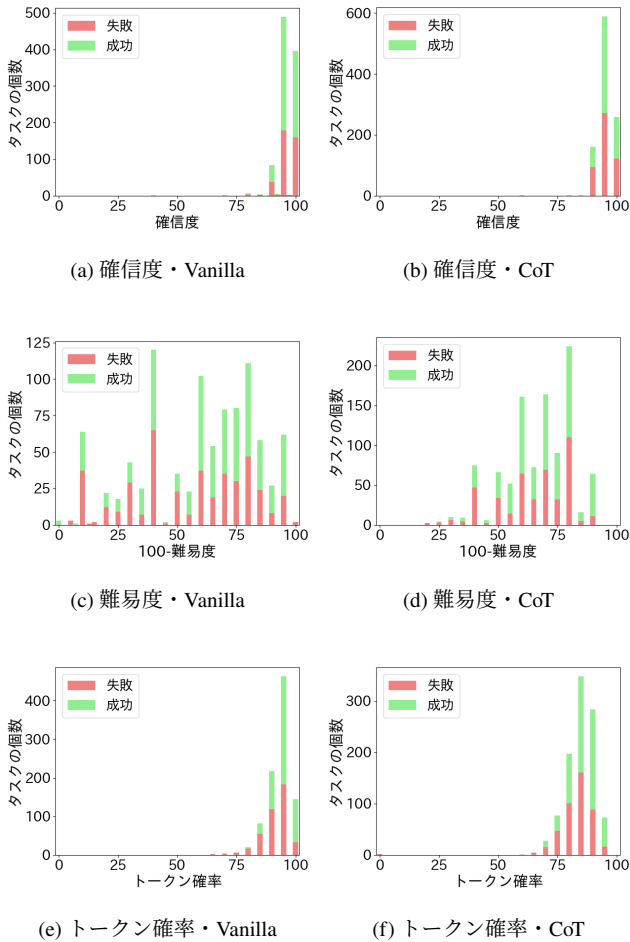 500
400
300
200
100
0
タスクの個数
失敗
成功
0 25 50 75 100
確信度
(a) 確信度・Vanilla
600
400
200
0
タスクの個数
失敗
成功
0 25 50 75 100
確信度
(b) 確信度・CoT
125
100
75
50
25
0
タスクの個数
失敗
成功
0 25 50 75 100
100-難易度
(c) 難易度・Vanilla
200
150
100
50
0
タスクの個数
失敗
成功
0 25 50 75 100
100-難易度
(d) 難易度・CoT
400
300
200
100
0
タスクの個数
失敗
成功
0 25 50 75 100
トークン確率
(e) トークン確率・Vanilla
300
200
100
0
タスクの個数
失敗
成功
0 25 50 75 100
トークン確率
(f) トークン確率・CoT